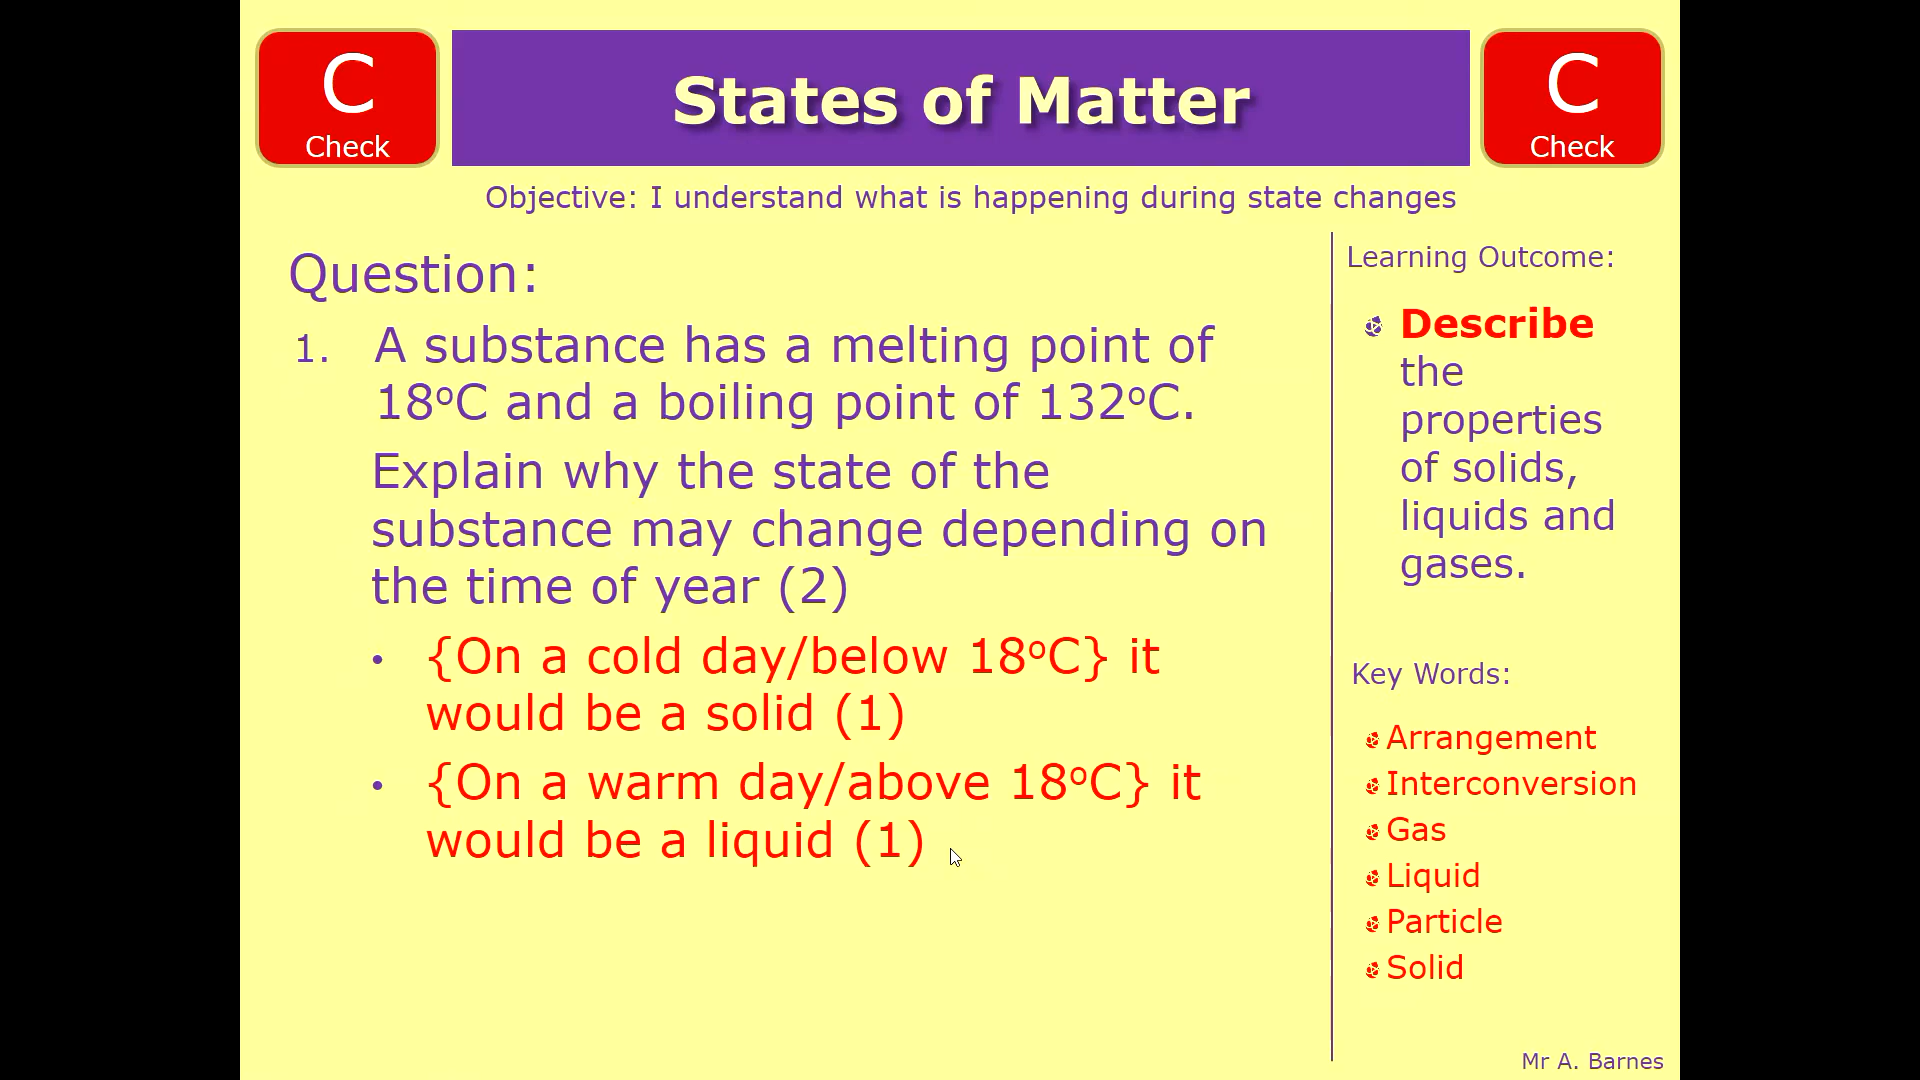 C
Check
States of Matter
C
Check
Objective: I understand what is happening during state changes
Question:
1. A substance has a melting point of
18ºC and a boiling point of 132ºC.
Explain why the state of the
substance may change depending on
the time of year (2)
• {On a cold day/below 18ºC} it
would be a solid (1)
• {On a warm day/above 18ºC} it
would be a liquid (1)
Learning Outcome:
Describe
the
properties
of solids,
liquids and
gases.
Key Words:
Arrangement
Interconversion
Gas
Liquid
Particle
Solid
Mr A. Barnes